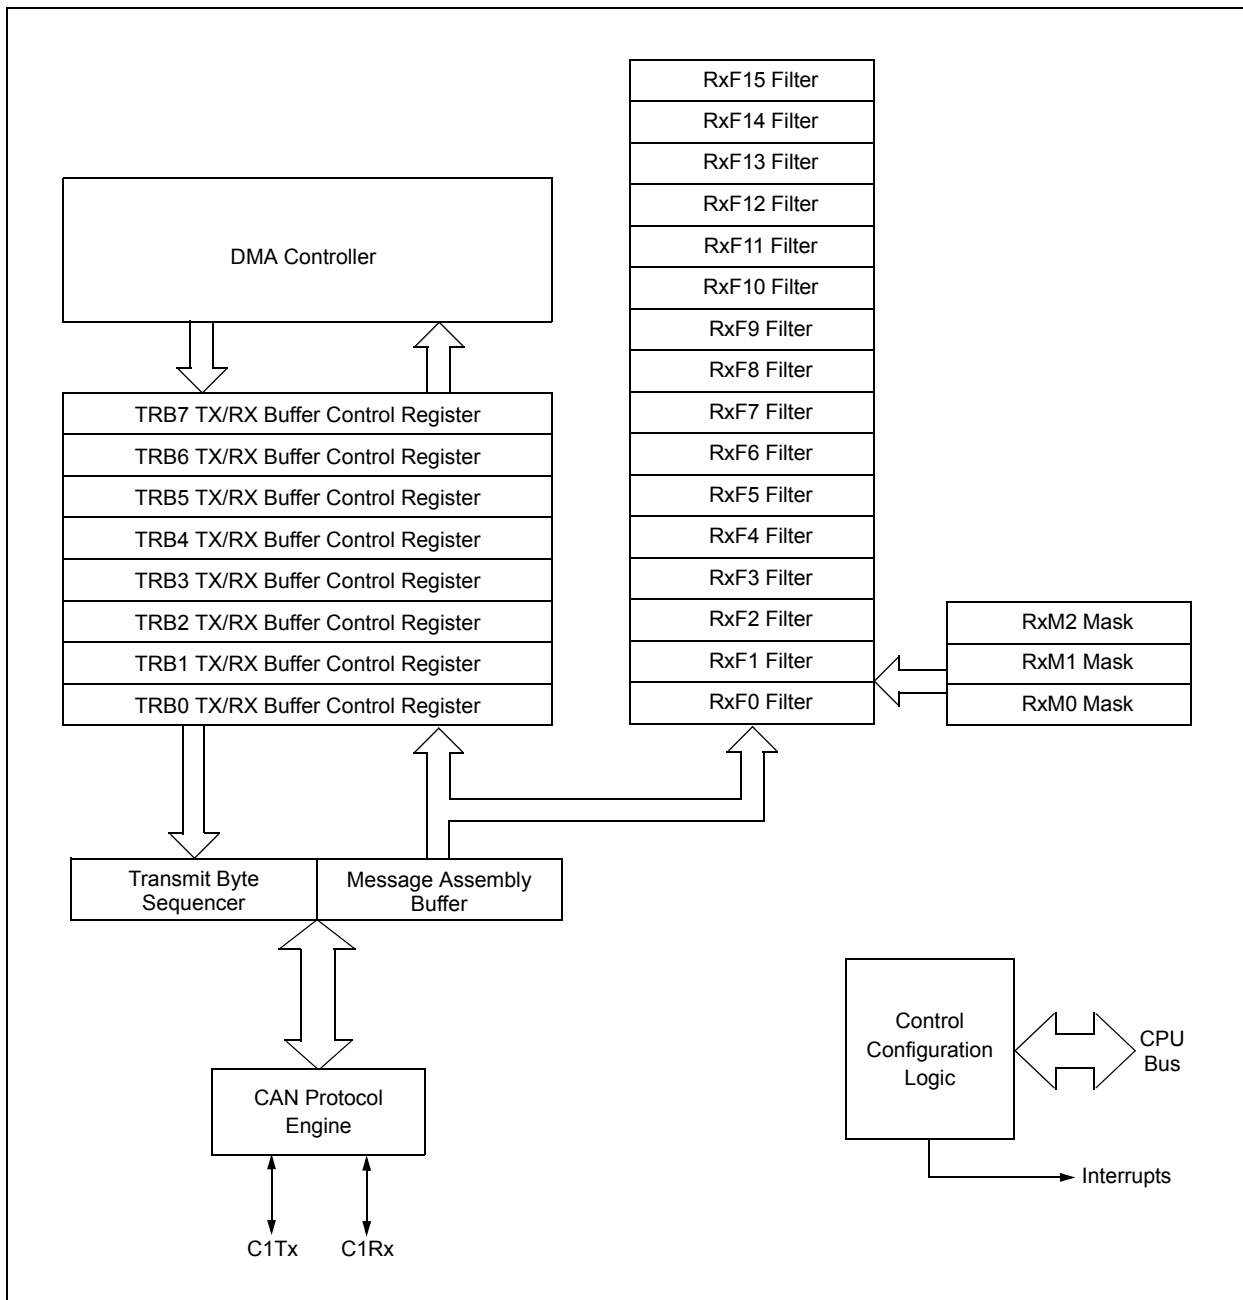 RxF15 Filter
RxF14 Filter
RxF13 Filter
RxF12 Filter
RxF11 Filter
RxF10 Filter
RxF9 Filter
RxF8 Filter
RxF7 Filter
RxF6 Filter
RxF5 Filter
RxF4 Filter
RxF3 Filter
RxF2 Filter
RxF1 Filter
RxF0 Filter
DMA Controller
TRB7 TX/RX Buffer Control Register
TRB6 TX/RX Buffer Control Register
TRB5 TX/RX Buffer Control Register
TRB4 TX/RX Buffer Control Register
TRB3 TX/RX Buffer Control Register
TRB2 TX/RX Buffer Control Register
TRB1 TX/RX Buffer Control Register
TRB0 TX/RX Buffer Control Register
RxM2 Mask
RxM1 Mask
RxM0 Mask
Transmit Byte
Sequencer
Message Assembly
Buffer
CAN Protocol
Engine
C1Tx
C1Rx
Control
Configuration
Logic
CPU
Bus
Interrupts